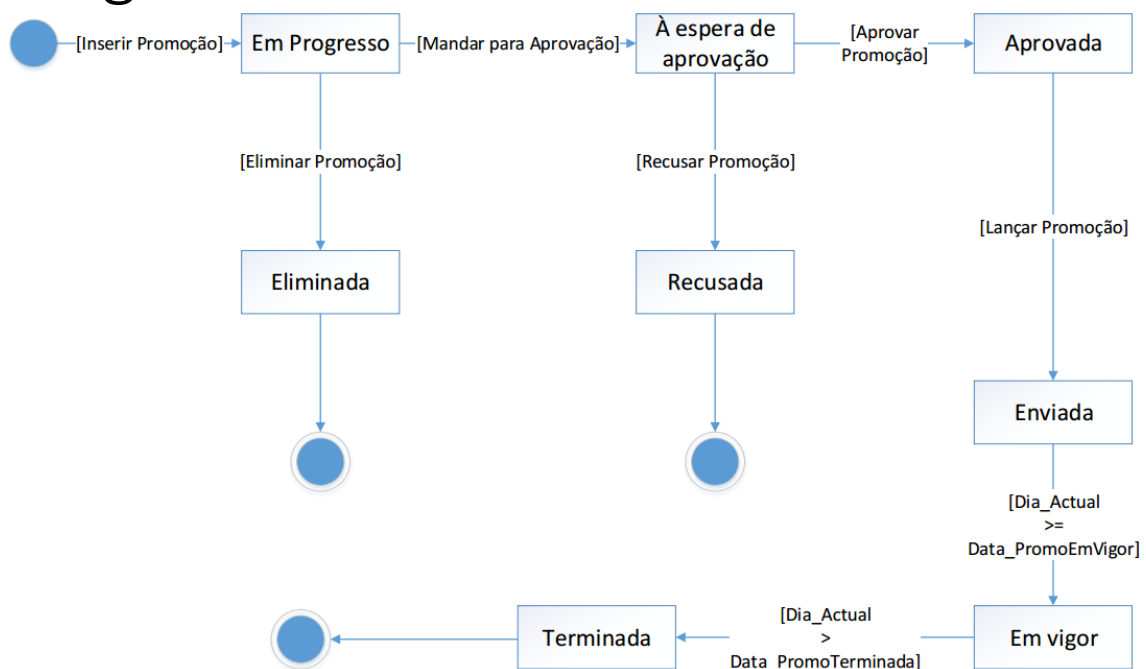 [Inserir Promoção]
Em Progresso
[Mandar para Aprovação]
À espera de
aprovação
[Aprovar
Promoção]
Aprovada
[Eliminar Promoção]
[Recusar Promoção]
[Lançar Promoção]
Eliminada
Recusada
Enviada
[Dia_Actual
>=
Data_PromoEmVigor]
Em vigor
[Dia_Actual
>
Data_PromoTerminada]
Terminada